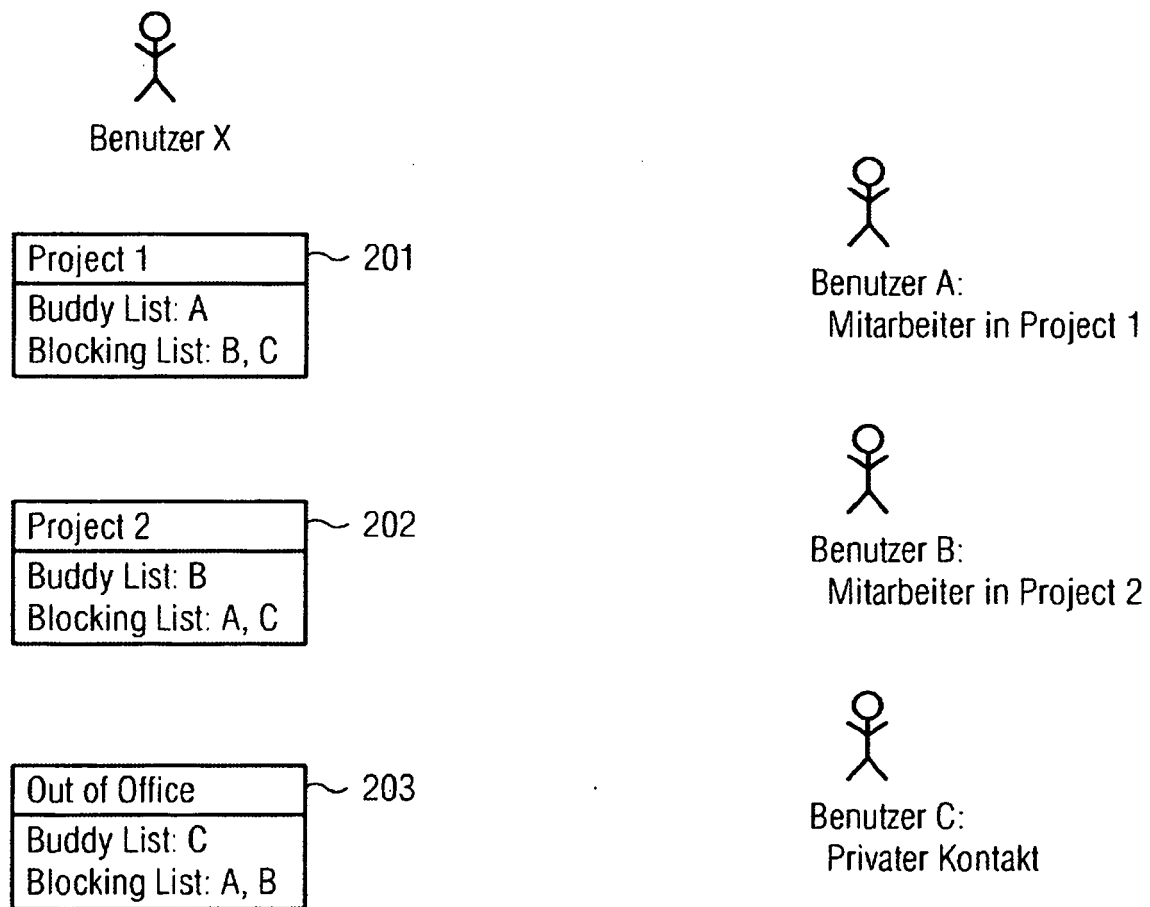 Benutzer X
Project 1
201
Buddy List: A
Blocking List: B, C
Benutzer A:
Mitarbeiter in Project 1
Project 2
202
Buddy List: B
Blocking List: A, C
Benutzer B:
Mitarbeiter in Project 2
Out of Office
203
Buddy List: C
Blocking List: A, B
Benutzer C:
Privater Kontakt